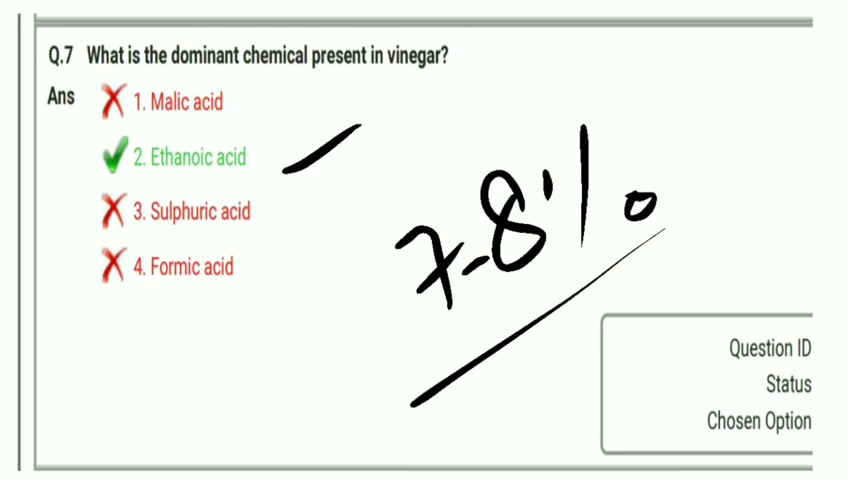 Q.7 What is the dominant chemical present in vinegar?
Ans
1. Malic acid
2. Ethanoic acid
3. Sulphuric acid
4. Formic acid
7-8%
Question ID
Status
Chosen Option